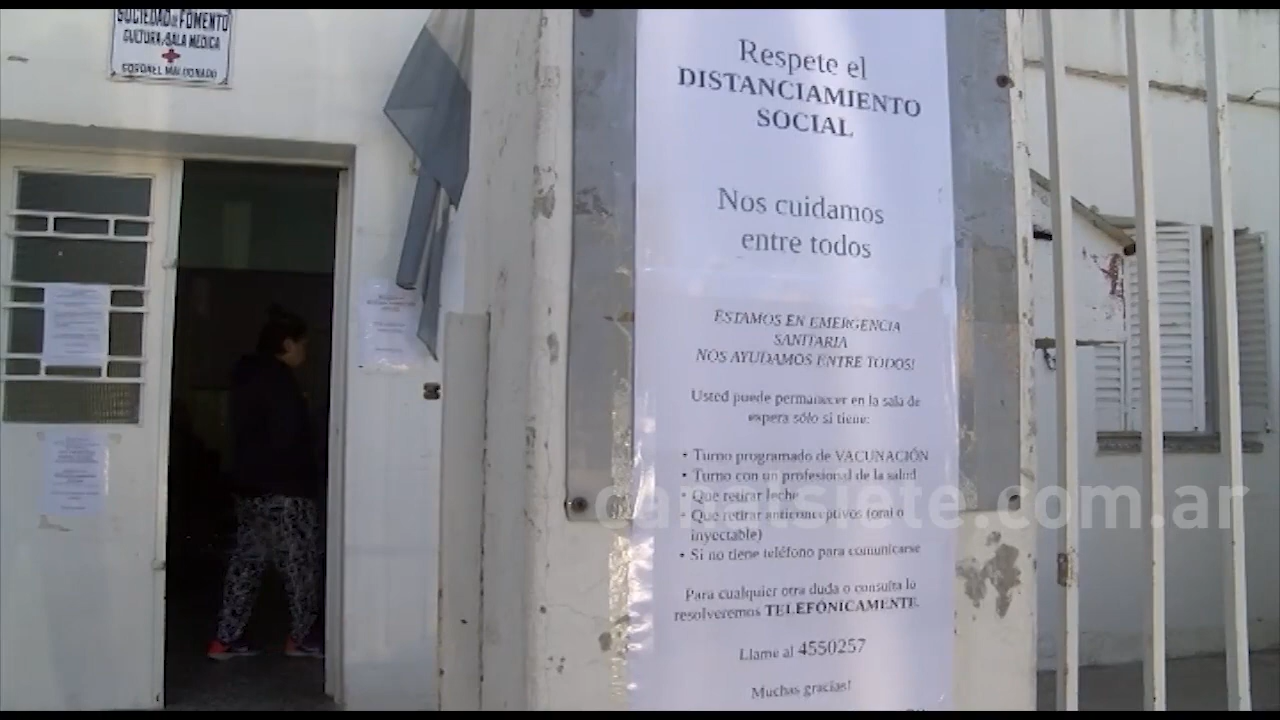 SOCIEDAD DE FOMENTO
CULTURA Y SALA MEDICA
CORONEL MALDONADO
Respete el
DISTANCIAMIENTO
SOCIAL
Nos cuidamos
entre todos
ESTAMOS EN EMERGENCIA
SANITARIA
NOS AYUDAMOS ENTRE TODOS!
Usted puede permanecer en la sala de
espera sólo si tiene:
• Turno programado de VACUNACIÓN
• Turno con un profesional de la salud
• Que retirar leche
• Que retirar anticonceptivos (oral o
inyectable)
• Si no tiene teléfono para comunicarse
Para cualquier otra duda o consulta lo
resolveremos TELEFÓNICAMENTE.
Llame al 4550257
Muchas gracias!
canalsiete.com.ar